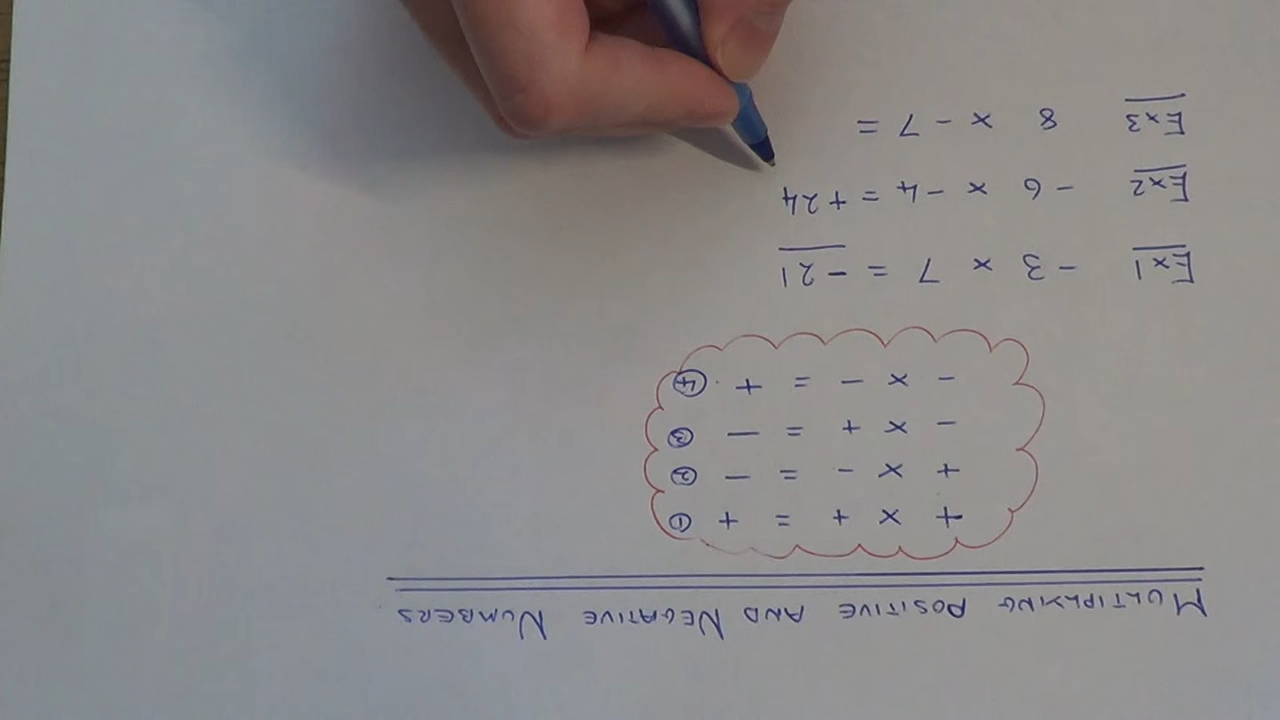 MULTIPLYING POSITIVE AND NEGATIVE NUMBERS
+ x + = + ①
+ x - = - ②
- x + = - ③
- x - = + ④
Ex1 - 3 x 7 = - 21
Ex2 - 6 x - 4 = + 24
Ex3 8 x - 7 =